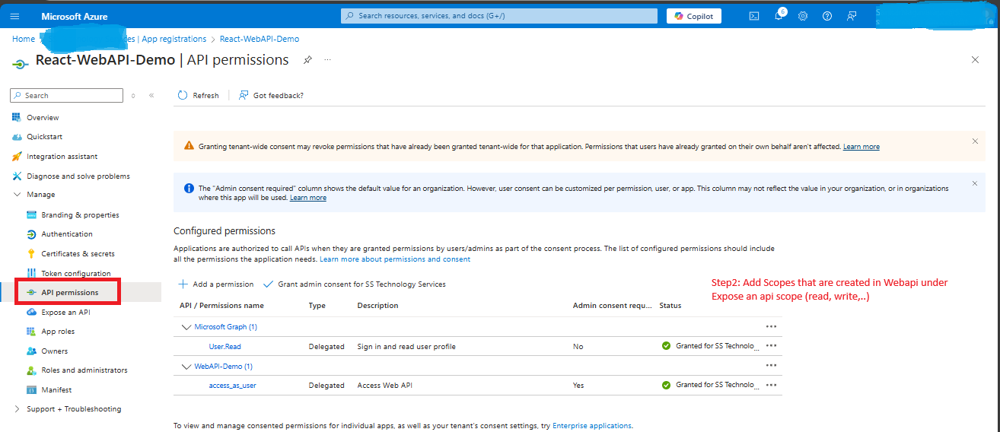 Microsoft Azure
Search resources, services, and docs (G+/)
Copilot
6
Home
es | App registrations > React-WebAPI-Demo
React-WebAPI-Demo | API permissions
Search
Refresh
Got feedback?
Overview
Quickstart
Integration assistant
Diagnose and solve problems
Manage
Branding & properties
Authentication
Certificates & secrets
Token configuration
API permissions
Expose an API
App roles
Owners
Roles and administrators
Manifest
Support + Troubleshooting
Granting tenant-wide consent may revoke permissions that have already been granted tenant-wide for that application. Permissions that users have already granted on their own behalf aren't affected. Learn more
The "Admin consent required" column shows the default value for an organization. However, user consent can be customized per permission, user, or app. This column may not reflect the value in your organization, or in organizations
where this app will be used. Learn more
Configured permissions
Applications are authorized to call APIs when they are granted permissions by users/admins as part of the consent process. The list of configured permissions should include
all the permissions the application needs. Learn more about permissions and consent
Add a permission
Grant admin consent for SS Technology Services
Step2: Add Scopes that are created in Webapi under
Expose an api scope (read, write,..)
API / Permissions name Type Description Admin consent requ... Status
Microsoft Graph (1)
User.Read Delegated Sign in and read user profile No Granted for SS Technolo...
WebAPI-Demo (1)
access_as_user Delegated Access Web API Yes Granted for SS Technolo...
To view and manage consented permissions for individual apps, as well as your tenant's consent settings, try Enterprise applications.